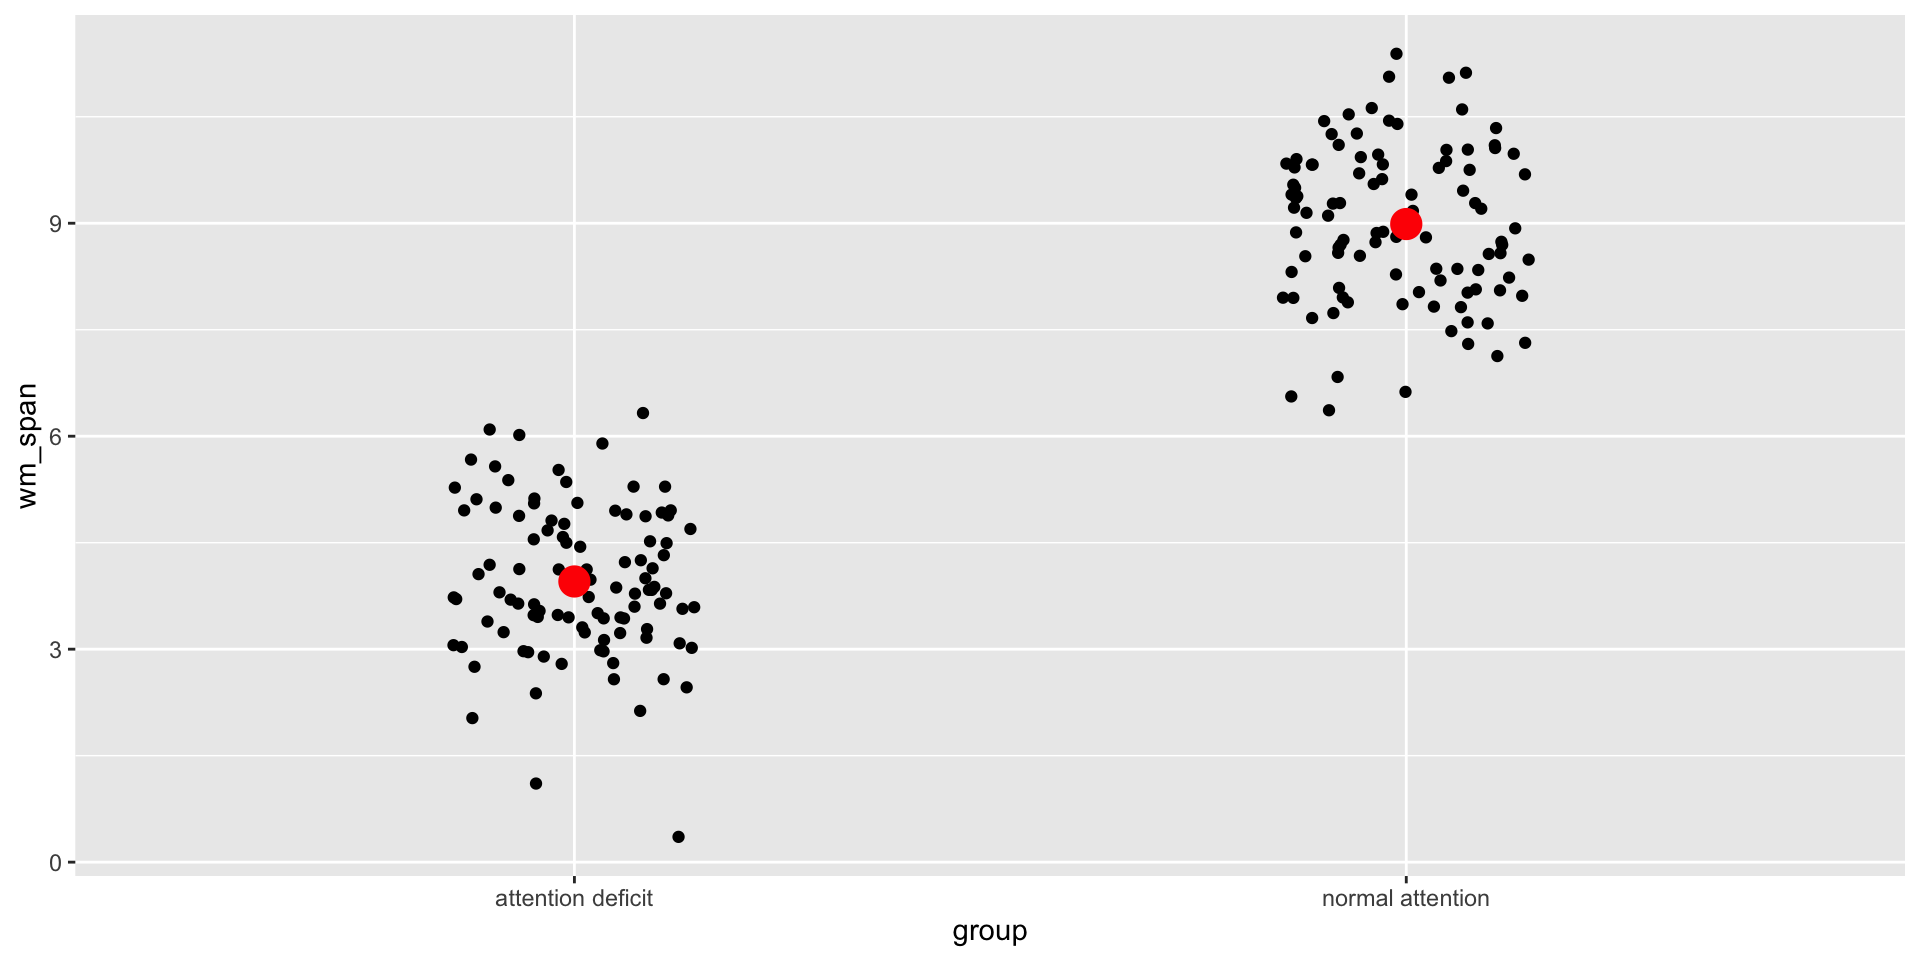 wm_span
9
6
3
0
attention deficit
normal attention
group